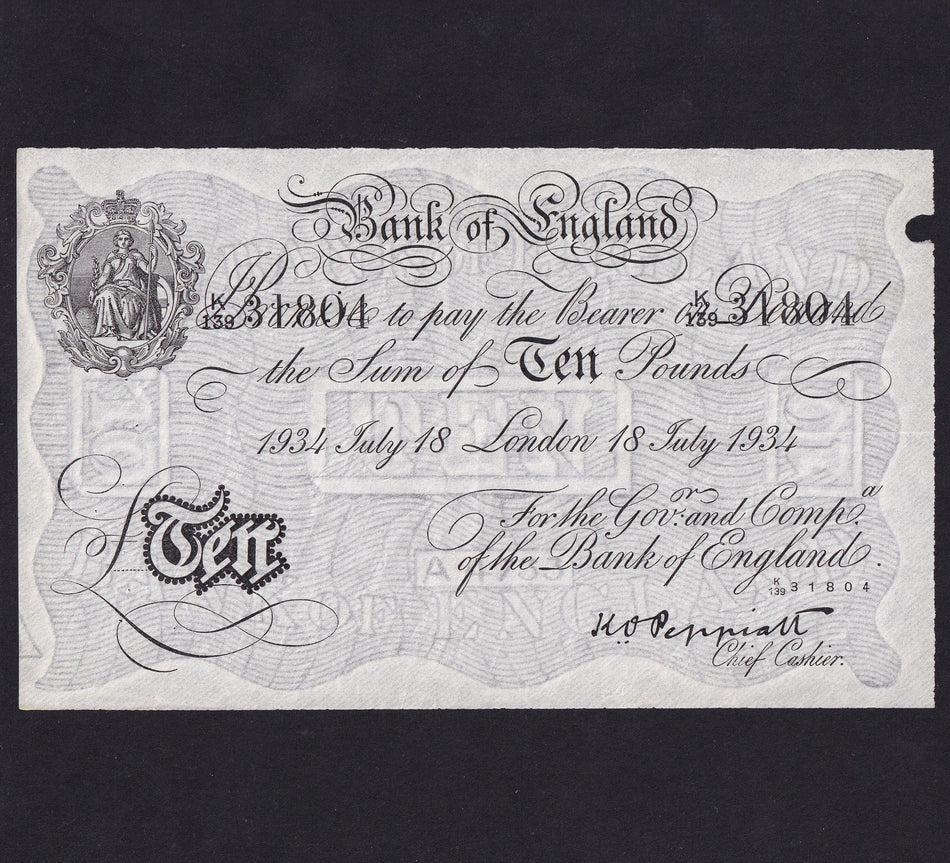 Bank of England
K/139 31804 K/139 31804
I Promise to pay the Bearer on Demand
the Sum of Ten Pounds
1934 July 18 London 18 July 1934
For the Govr: and Compa.
of the Bank of England.
K/139 31804
£Ten
K O Peppiatt
Chief Cashier.